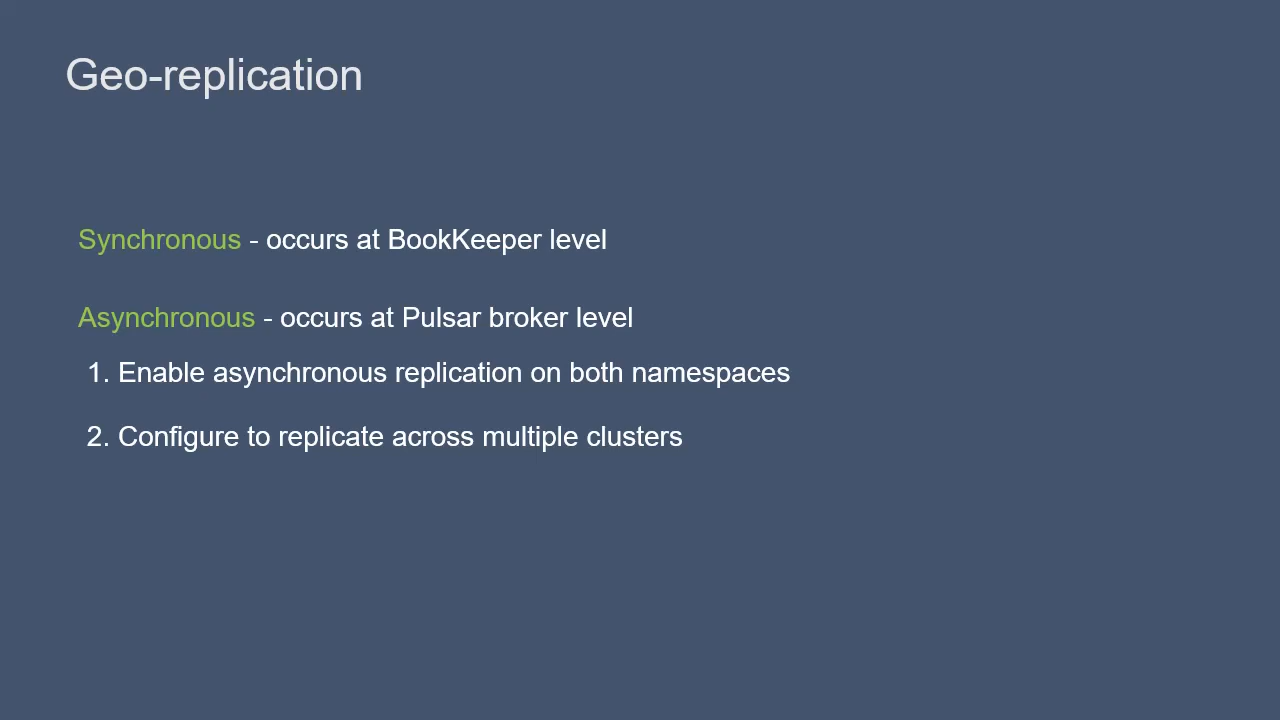 Geo-replication
Synchronous - occurs at BookKeeper level
Asynchronous - occurs at Pulsar broker level
1. Enable asynchronous replication on both namespaces
2. Configure to replicate across multiple clusters